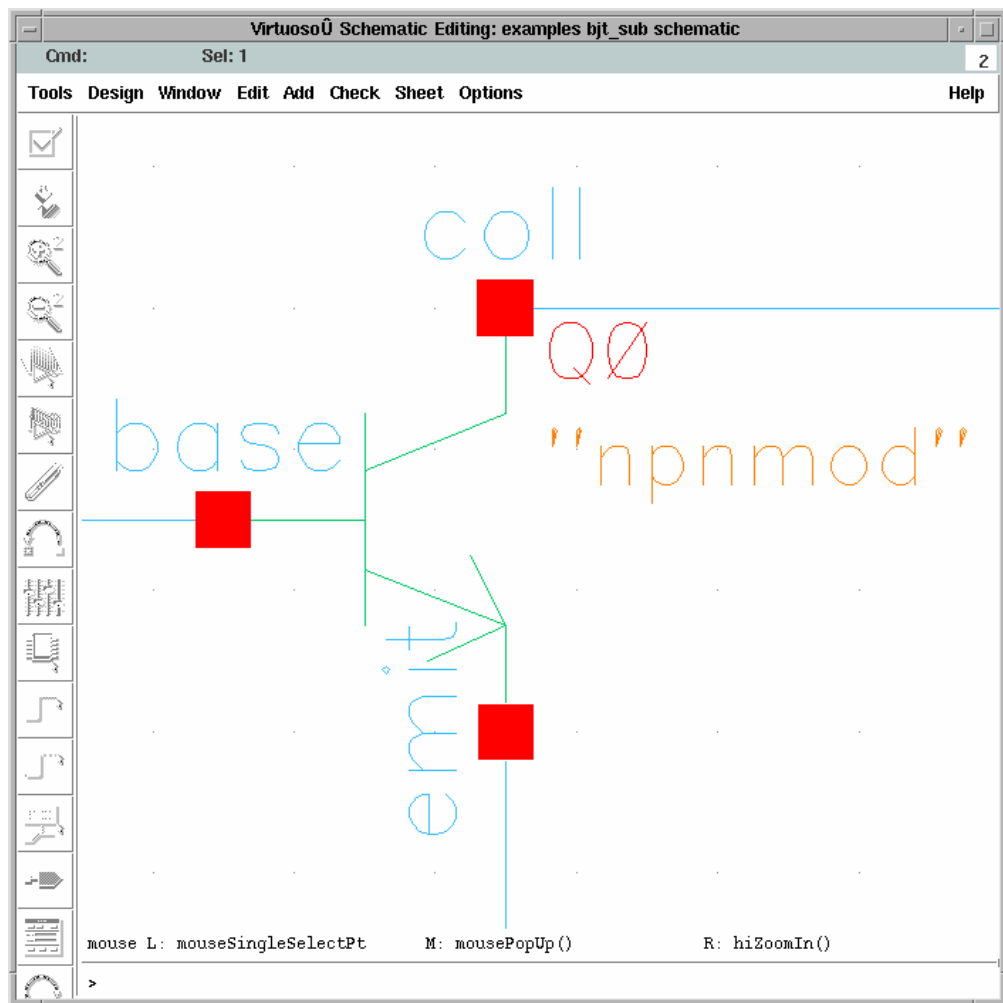 VirtuosoÛ Schematic Editing: examples bjt_sub schematic
Cmd: Sel: 1 2
Tools Design Window Edit Add Check Sheet Options Help
coll
Q0
base
"npnmod"
emit
mouse L: mouseSingleSelectPt M: mousePopUp() R: hiZoomIn()
>